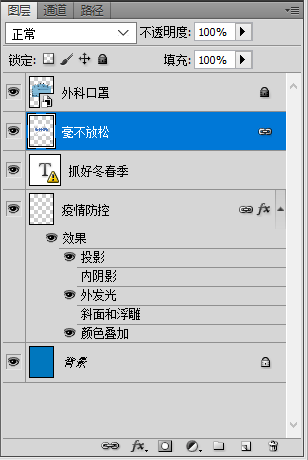 图层 通道 路径
正常 不透明度: 100%
锁定: 填充: 100%
外科口罩
毫不放松
T 抓好冬春季
疫情防控 fx
效果
投影
内阴影
外发光
斜面和浮雕
颜色叠加
背景
fx.